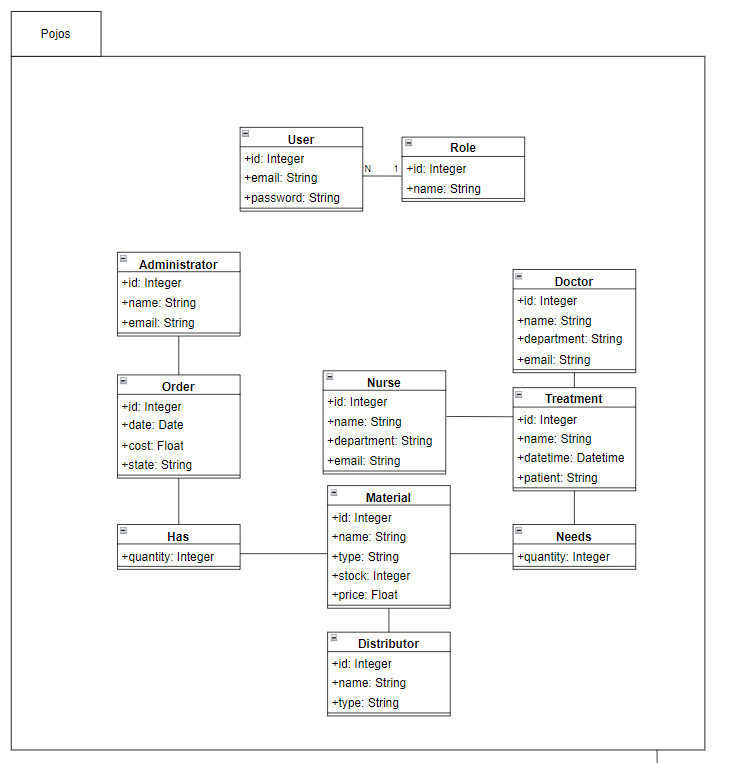 Pojos
User
+id: Integer
+email: String
+password: String
N
1
Role
+id: Integer
+name: String
Administrator
+id: Integer
+name: String
+email: String
Doctor
+id: Integer
+name: String
+department: String
+email: String
Order
+id: Integer
+date: Date
+cost: Float
+state: String
Nurse
+id: Integer
+name: String
+department: String
+email: String
Treatment
+id: Integer
+name: String
+datetime: Datetime
+patient: String
Has
+quantity: Integer
Material
+id: Integer
+name: String
+type: String
+stock: Integer
+price: Float
Needs
+quantity: Integer
Distributor
+id: Integer
+name: String
+type: String